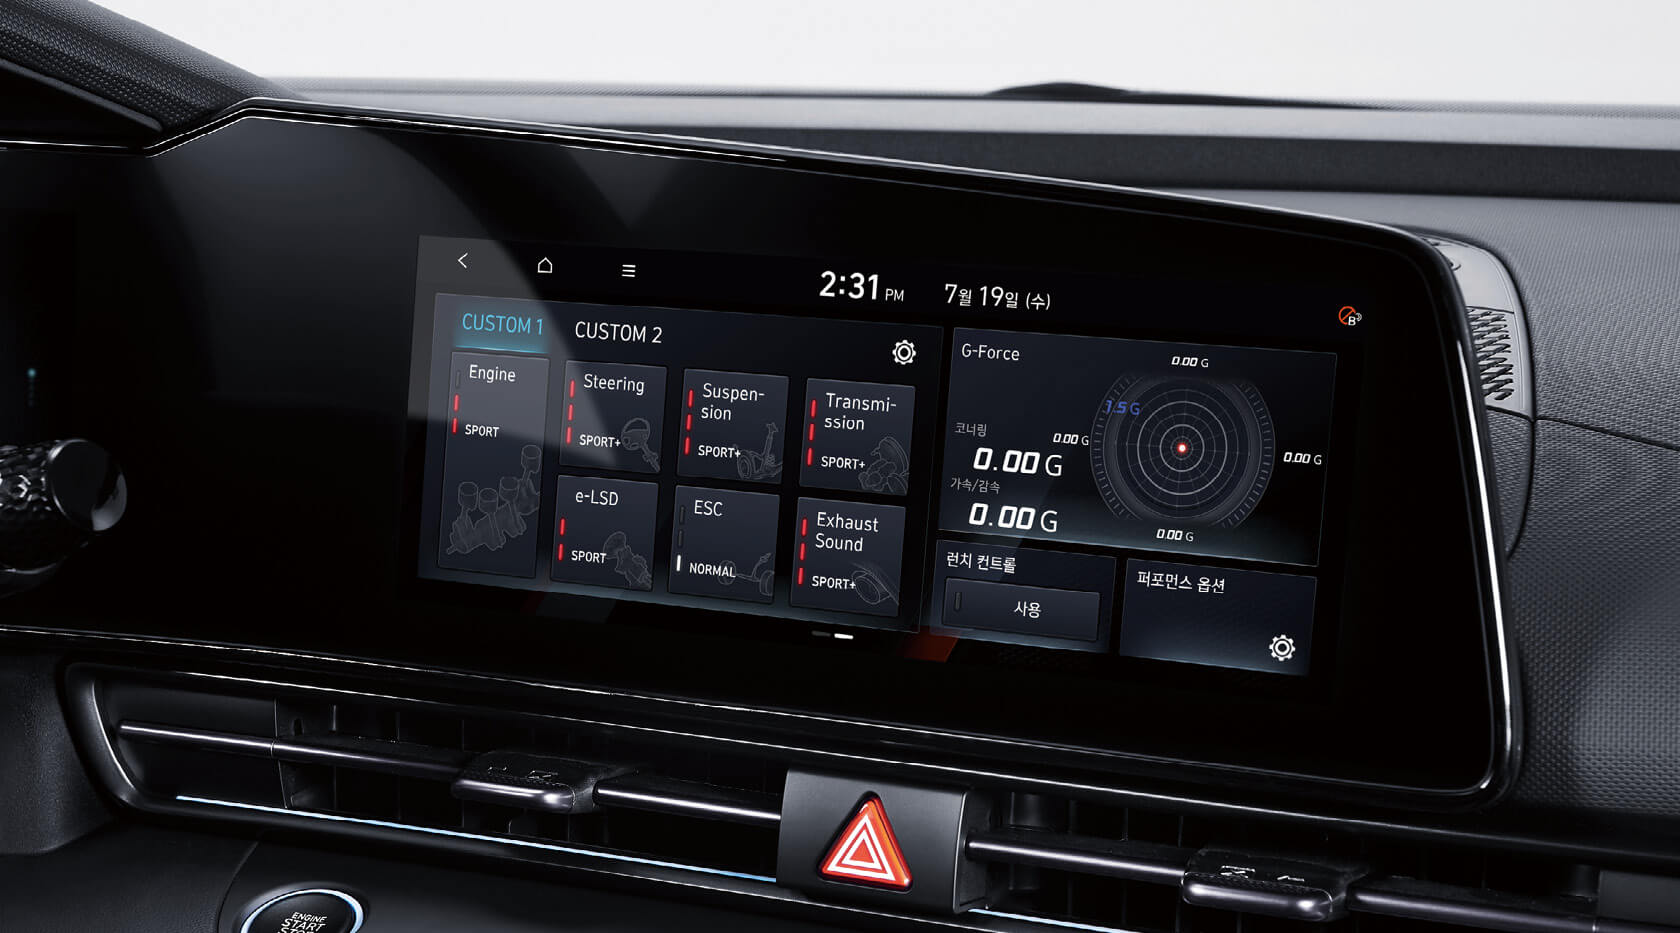 2:31 PM 7월 19일 (수)
B
CUSTOM 1 CUSTOM 2
Engine
SPORT
Steering
SPORT+
Suspen-
sion
SPORT+
Transmi-
ssion
SPORT+
e-LSD
SPORT
ESC
NORMAL
Exhaust
Sound
SPORT+
G-Force
0.00 G
1.5 G
코너링
0.00 G
0.00 G
0.00 G
가속/감속
0.00 G
0.00 G
런치 컨트롤
사용
퍼포먼스 옵션
ENGINE
START
STOP